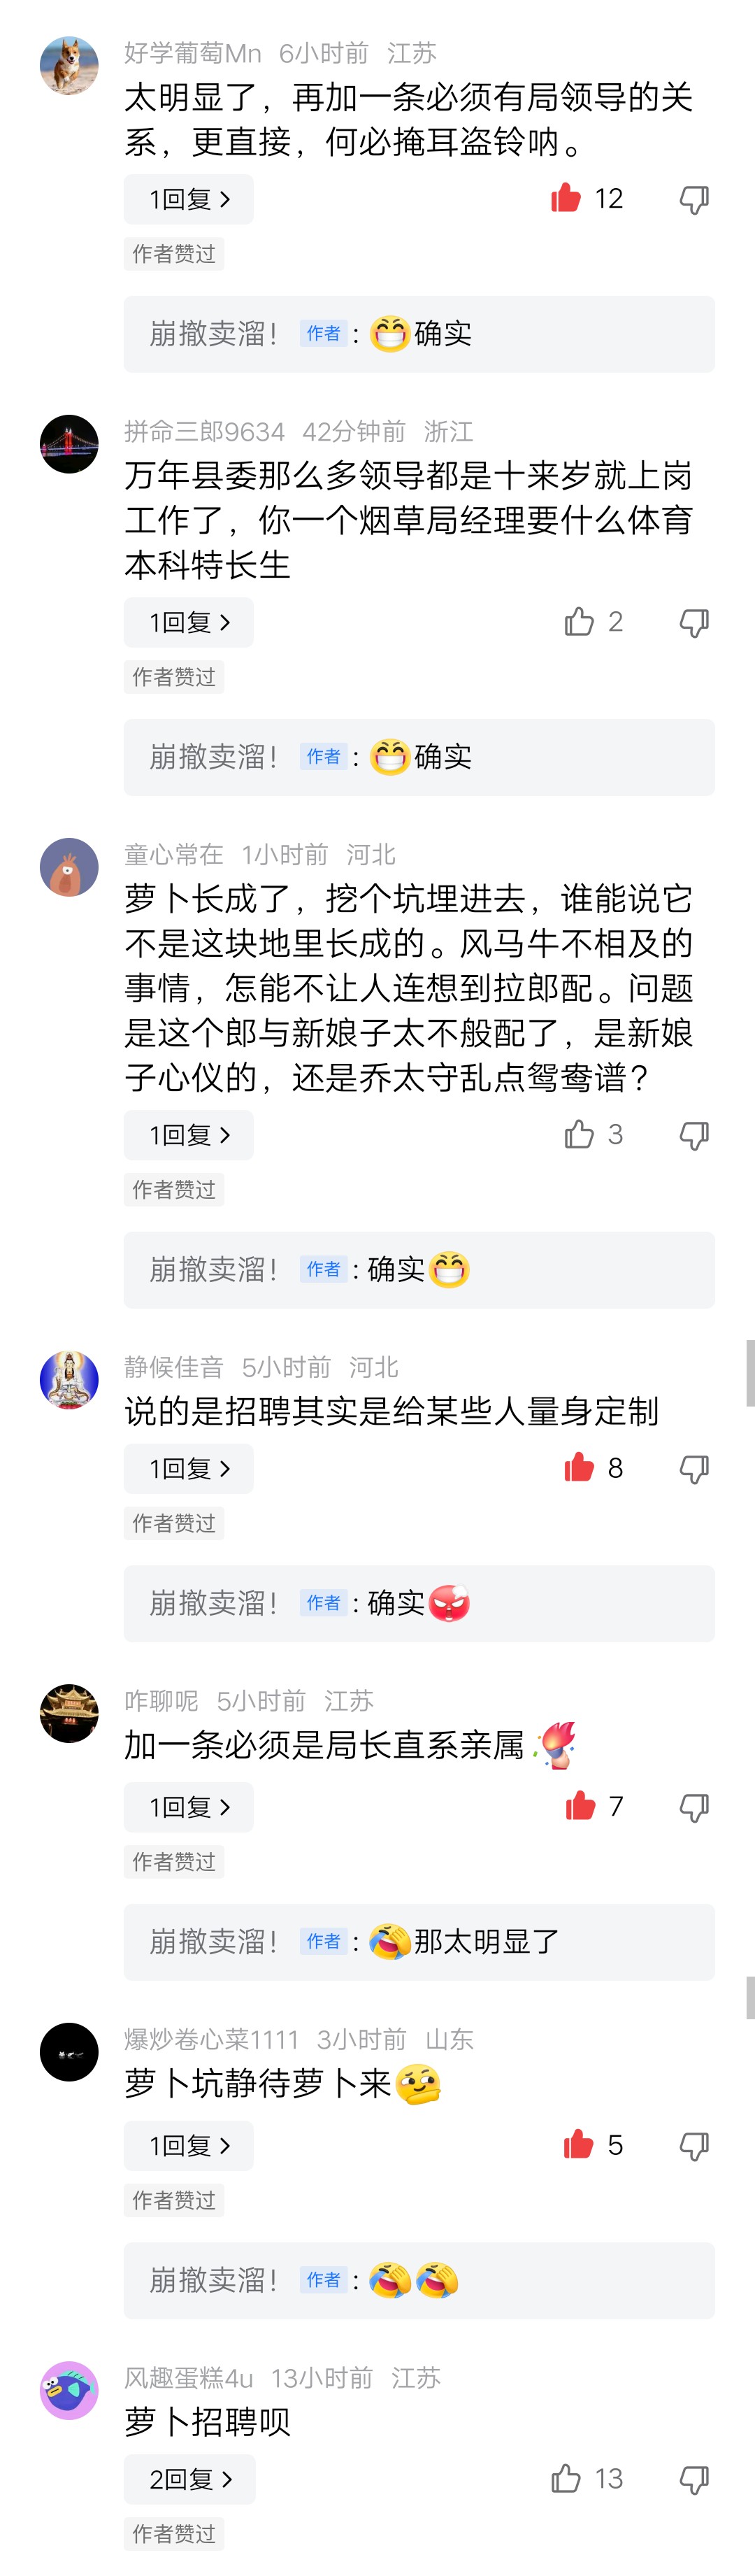 好学葡萄Mn 6小时前 江苏
太明显了，再加一条必须有局领导的关
系，更直接，何必掩耳盗铃呐。
1回复 >
12
作者赞过
崩撤卖溜！ 作者：😁确实
拼命三郎9634 42分钟前 浙江
万年县委那么多领导都是十来岁就上岗
工作了，你一个烟草局经理要什么体育
本科特长生
1回复 >
2
作者赞过
崩撤卖溜！ 作者：😁确实
童心常在 1小时前 河北
萝卜长成了，挖个坑埋进去，谁能说它
不是这块地里长成的。风马牛不相及的
事情，怎能不让人连想到拉郎配。问题
是这个郎与新娘子太不般配了，是新娘
子心仪的，还是乔太守乱点鸳鸯谱？
1回复 >
3
作者赞过
崩撤卖溜！ 作者：确实😁
静候佳音 5小时前 河北
说的是招聘其实是给某些人量身定制
1回复 >
8
作者赞过
崩撤卖溜！ 作者：确实😡
咋聊呢 5小时前 江苏
加一条必须是局长直系亲属
1回复 >
7
作者赞过
崩撤卖溜！ 作者：🤣那太明显了
爆炒卷心菜1111 3小时前 山东
萝卜坑静待萝卜来🤔
1回复 >
5
作者赞过
崩撤卖溜！ 作者：🤣🤣
风趣蛋糕4u 13小时前 江苏
萝卜招聘呗
2回复 >
13
作者赞过